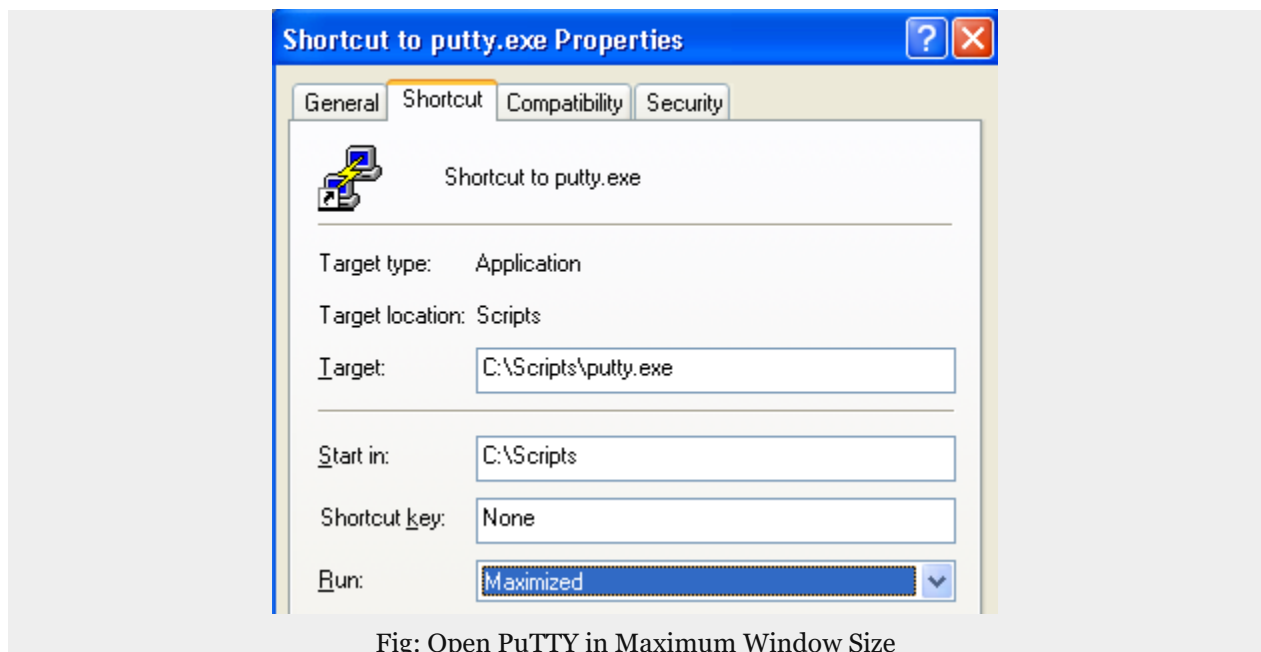 Shortcut to putty.exe Properties
?
General Shortcut Compatibility Security
Shortcut to putty.exe
Target type: Application
Target location: Scripts
Target: C:\Scripts\putty.exe
Start in: C:\Scripts
Shortcut key: None
Run: Maximized
Fig: Open PuTTY in Maximum Window Size